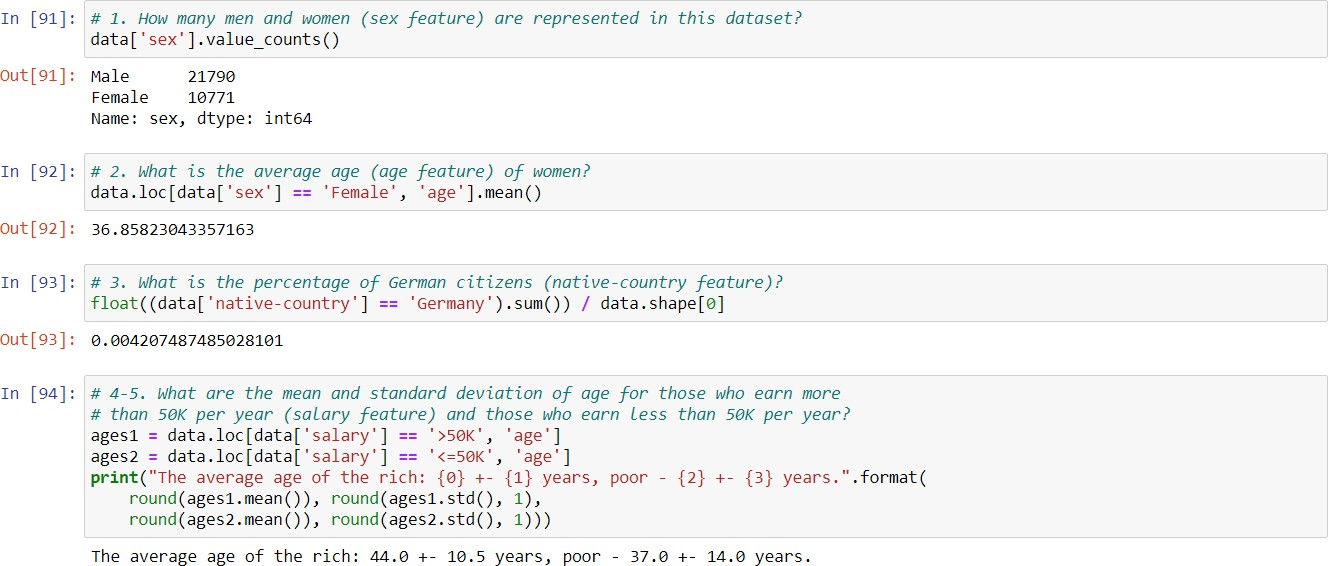 In [91]: # 1. How many men and women (sex feature) are represented in this dataset?
data['sex'].value_counts()
Out[91]: Male      21790
Female    10771
Name: sex, dtype: int64
In [92]: # 2. What is the average age (age feature) of women?
data.loc[data['sex'] == 'Female', 'age'].mean()
Out[92]: 36.85823043357163
In [93]: # 3. What is the percentage of German citizens (native-country feature)?
float((data['native-country'] == 'Germany').sum()) / data.shape[0]
Out[93]: 0.004207487485028101
In [94]: # 4-5. What are the mean and standard deviation of age for those who earn more
# than 50K per year (salary feature) and those who earn less than 50K per year?
ages1 = data.loc[data['salary'] == '>50K', 'age']
ages2 = data.loc[data['salary'] == '<=50K', 'age']
print("The average age of the rich: {0} +- {1} years, poor - {2} +- {3} years.".format(
    round(ages1.mean()), round(ages1.std(), 1),
    round(ages2.mean()), round(ages2.std(), 1)))
The average age of the rich: 44.0 +- 10.5 years, poor - 37.0 +- 14.0 years.